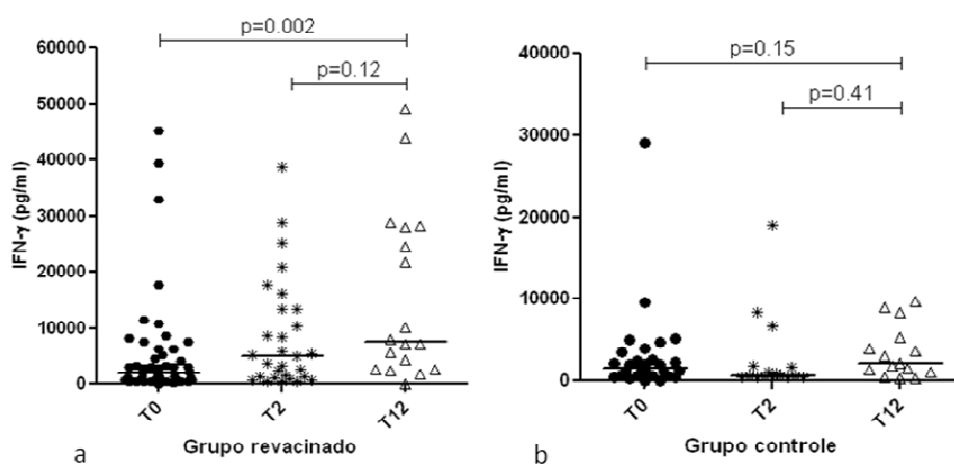 p=0.002
p=0.12
60000
50000
40000
30000
20000
10000
0
IFN-γ (pg/ml)
T0
T2
T12
Grupo revacinado
a
p=0.15
p=0.41
40000
30000
20000
10000
0
IFN-γ (pg/ml)
T0
T2
T12
Grupo controle
b